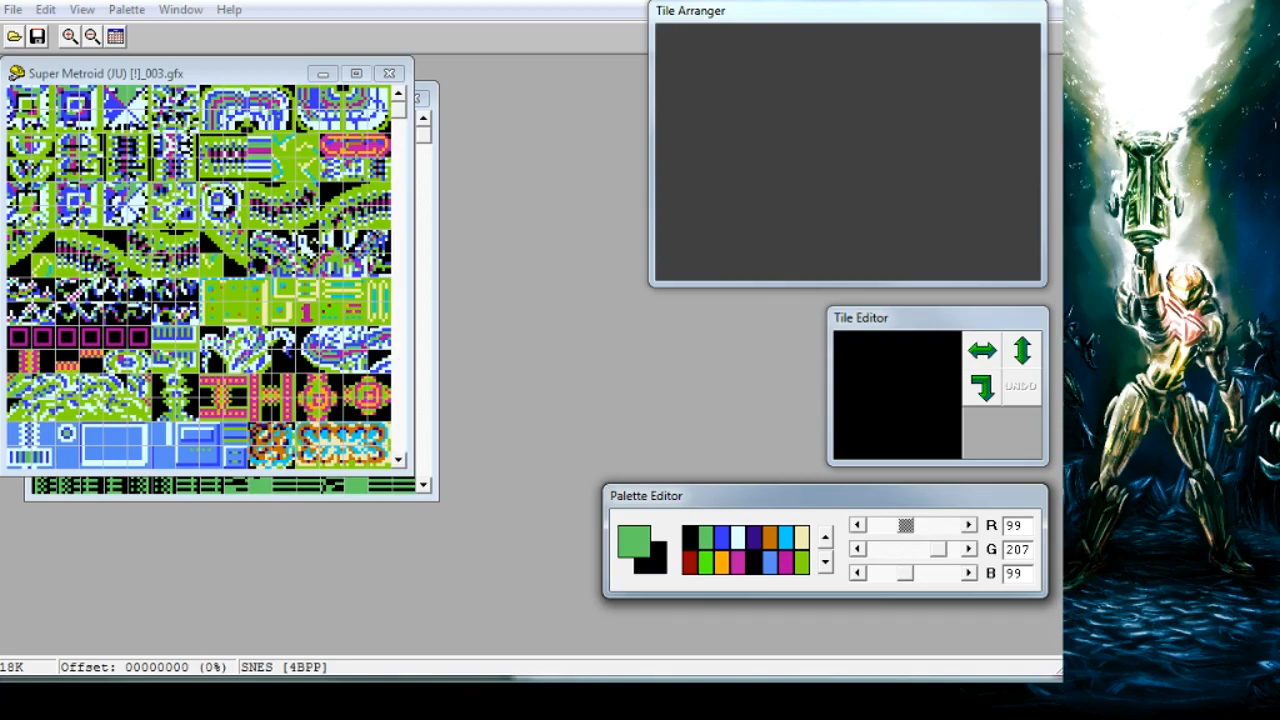 File Edit View Palette Window Help
Tile Arranger
Super Metroid (JU) [!]_003.gfx
Tile Editor
UNDO
Palette Editor
R 99
G 207
B 99
18K Offset: 00000000 (0%) SNES [4BPP]